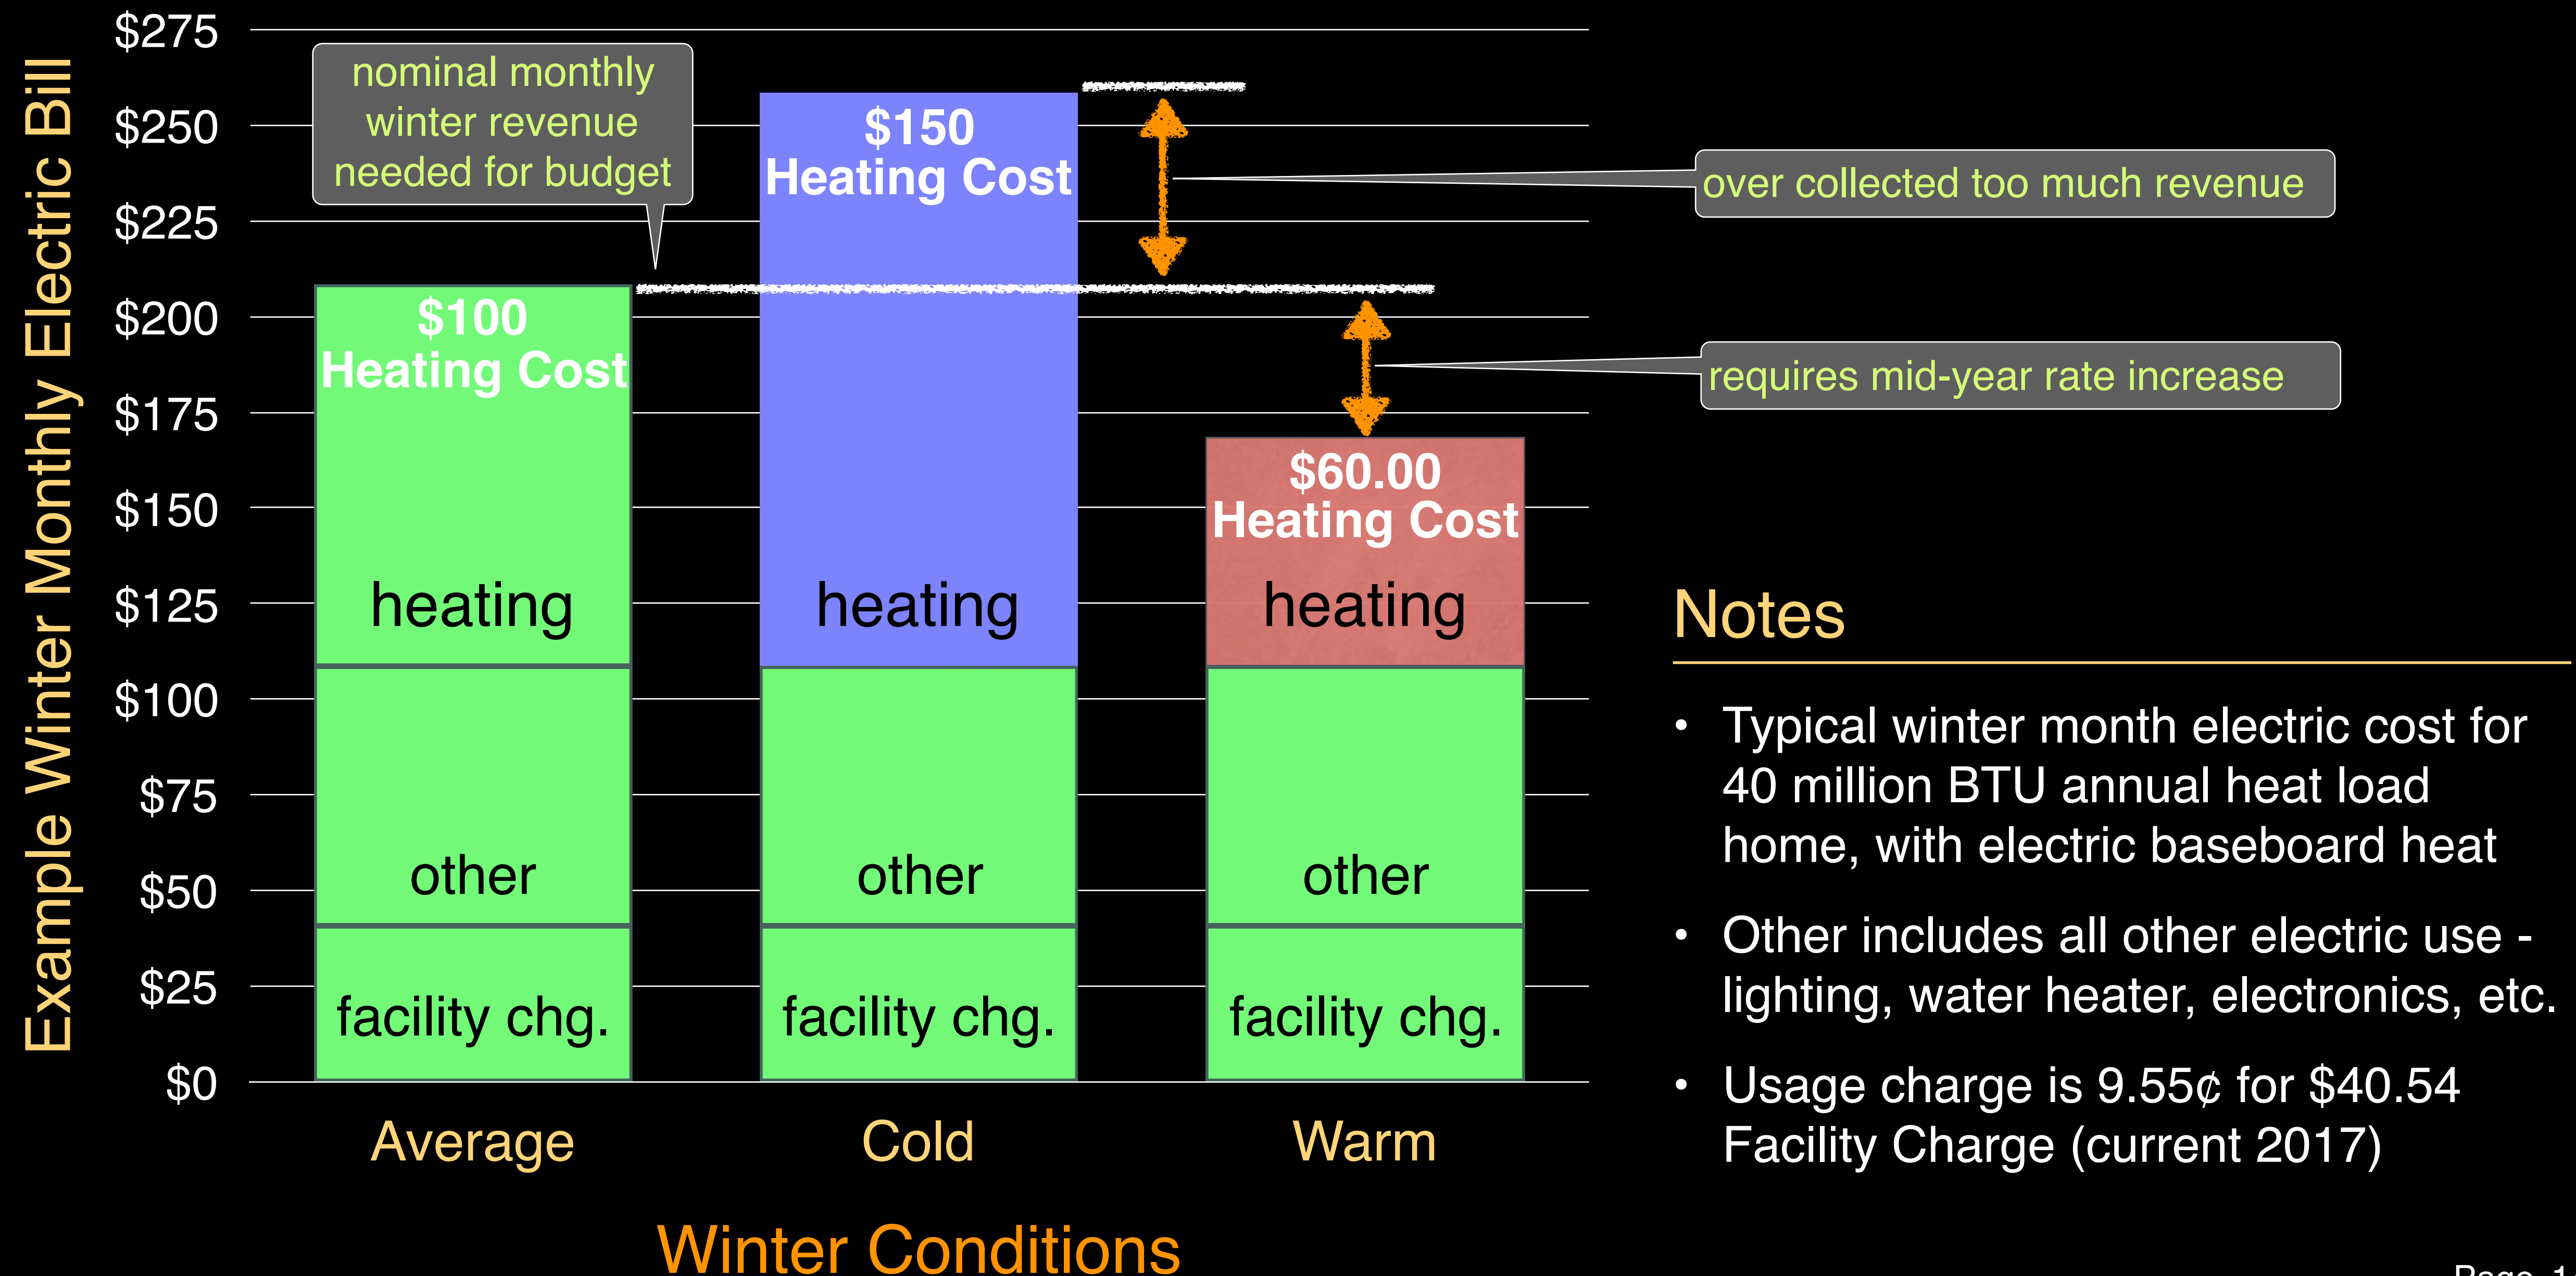 Example Winter Monthly Electric Bill
$275
$250
$225
$200
$175
$150
$125
$100
$75
$50
$25
$0
nominal monthly
winter revenue
needed for budget
$100
Heating Cost
heating
other
facility chg.
$150
Heating Cost
heating
other
facility chg.
$60.00
Heating Cost
heating
other
facility chg.
over collected too much revenue
requires mid-year rate increase
Average
Cold
Warm
Winter Conditions
Notes
• Typical winter month electric cost for
40 million BTU annual heat load
home, with electric baseboard heat
• Other includes all other electric use -
lighting, water heater, electronics, etc.
• Usage charge is 9.55¢ for $40.54
Facility Charge (current 2017)
Page 1